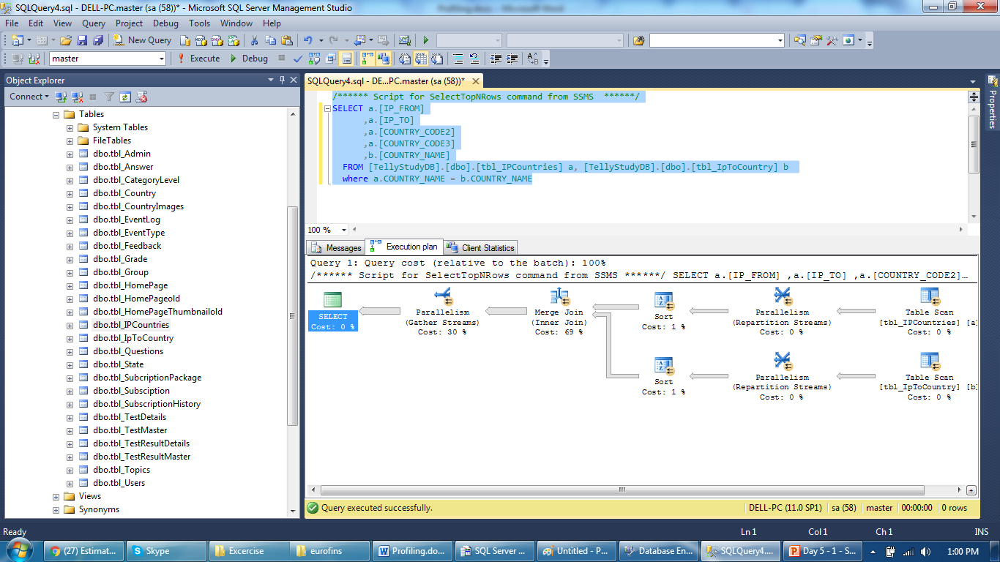 SQLQuery4.sql - DELL-PC.master (sa (58))* - Microsoft SQL Server Management Studio
Profiling.docx - Microsoft Word
File Edit View Query Project Debug Tools Window Help
New Query
master Execute Debug
Object Explorer
Connect
Tables
System Tables
FileTables
dbo.tbl_Admin
dbo.tbl_Answer
dbo.tbl_CategoryLevel
dbo.tbl_Country
dbo.tbl_CountryImages
dbo.tbl_EventLog
dbo.tbl_EventType
dbo.tbl_Feedback
dbo.tbl_Grade
dbo.tbl_Group
dbo.tbl_HomePage
dbo.tbl_HomePageold
dbo.tbl_HomePageThumbnailold
dbo.tbl_IPCountries
dbo.tbl_IpToCountry
dbo.tbl_Questions
dbo.tbl_State
dbo.tbl_SubcriptionPackage
dbo.tbl_Subsciption
dbo.tbl_SubscriptionHistory
dbo.tbl_TestDetails
dbo.tbl_TestMaster
dbo.tbl_TestResultDetails
dbo.tbl_TestResultMaster
dbo.tbl_Topics
dbo.tbl_Users
Views
Synonyms
SQLQuery4.sql - DE...PC.master (sa (58))*
/****** Script for SelectTopNRows command from SSMS ******/
SELECT a.[IP_FROM]
,a.[IP_TO]
,a.[COUNTRY_CODE2]
,a.[COUNTRY_CODE3]
,b.[COUNTRY_NAME]
FROM [TellyStudyDB].[dbo].[tbl_IPCountries] a, [TellyStudyDB].[dbo].[tbl_IpToCountry] b
where a.COUNTRY_NAME = b.COUNTRY_NAME
100 %
Messages Execution plan Client Statistics
Query 1: Query cost (relative to the batch): 100%
/****** Script for SelectTopNRows command from SSMS ******/ SELECT a.[IP_FROM] ,a.[IP_TO] ,a.[COUNTRY_CODE2]...
SELECT
Cost: 0 %
Parallelism
(Gather Streams)
Cost: 30 %
Merge Join
(Inner Join)
Cost: 69 %
Sort
Cost: 1 %
Parallelism
(Repartition Streams)
Cost: 0 %
Table Scan
[tbl_IPCountries] [a]
Cost: 0 %
Sort
Cost: 1 %
Parallelism
(Repartition Streams)
Cost: 0 %
Table Scan
[tbl_IpToCountry] [b]
Cost: 0 %
Query executed successfully.
DELL-PC (11.0 SP1) sa (58) master 00:00:00 0 rows
Properties
Ready Ln 1 Col 1 Ch 1 INS
(27) Estimat... Skype Excercise eurofins Profiling.do... SQL Server ... Untitled - P... Database En... SQLQuery4.... Day 5 - 1 - S... 1:00 PM